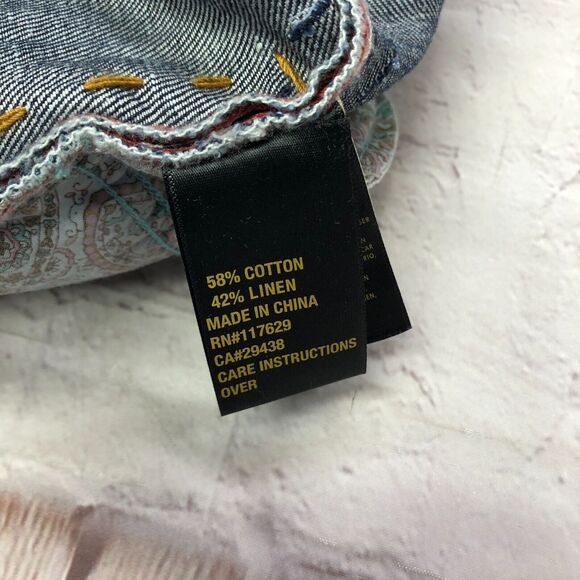 58% COTTON
42% LINEN
MADE IN CHINA
RN#117629
CA#29438
CARE INSTRUCTIONS
OVER